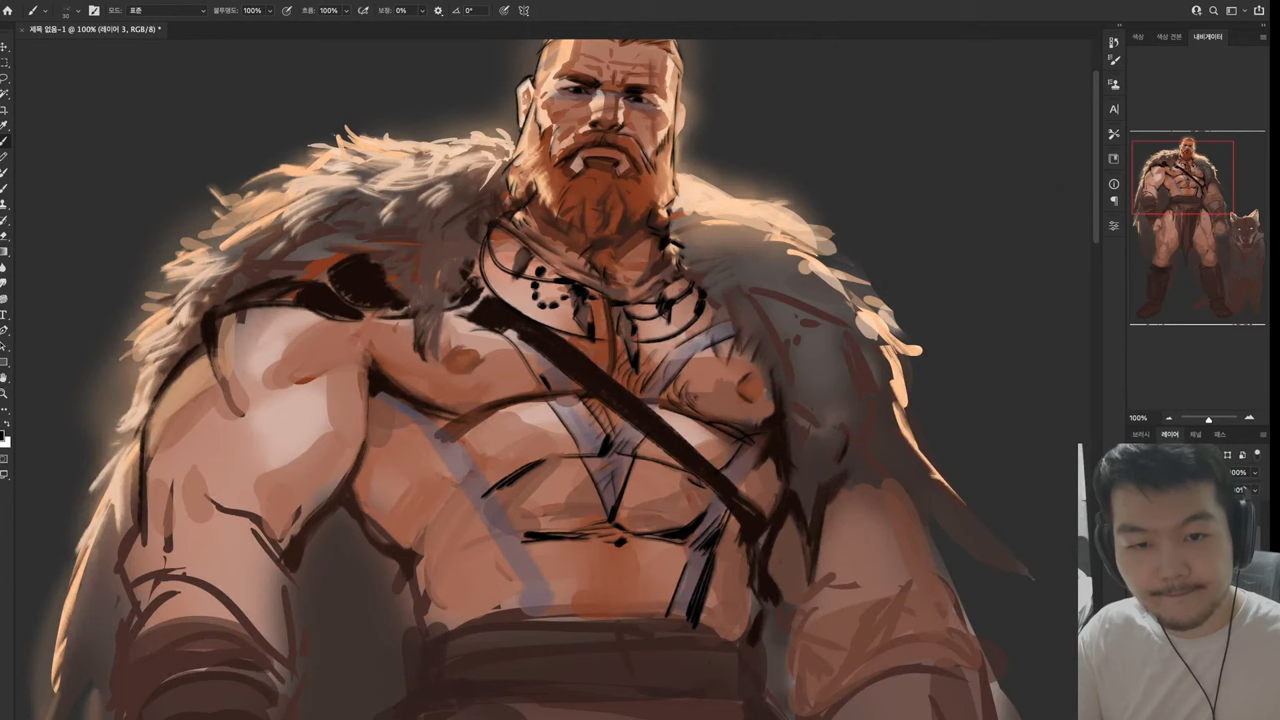 30 모드: 표준 불투명도: 100% 흐름: 100% 보정: 0% 0°
× 제목 없음-1 @ 100% (레이어 3, RGB/8) *
색상 색상 견본 내비게이터
100%
브러시 레이어 채널 패스